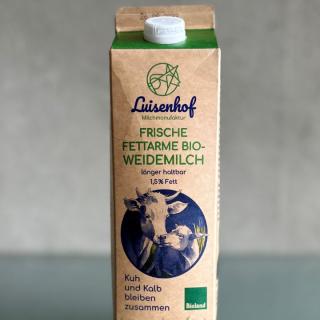 Luisenhof
Milchmanufaktur
FRISCHE
FETTARME BIO-
WEIDEMILCH
länger haltbar
1,5% Fett
Kuh
und Kalb
bleiben
zusammen
Bioland